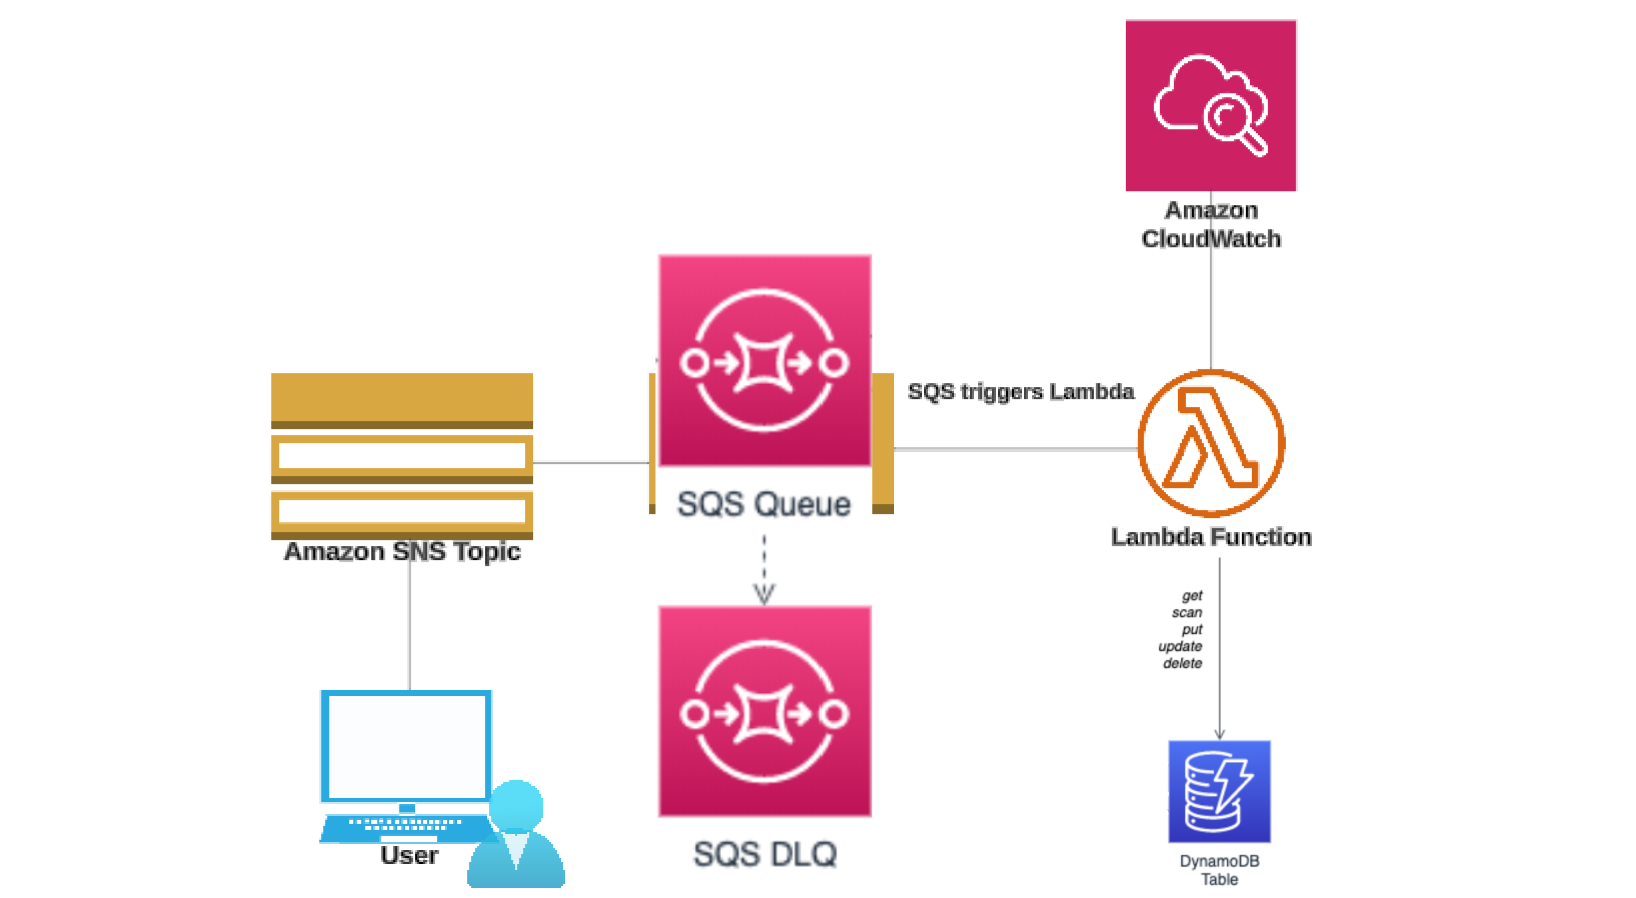 Amazon
CloudWatch
SQS triggers Lambda
SQS Queue
Lambda Function
Amazon SNS Topic
get
scan
put
update
delete
User
SQS DLQ
DynamoDB
Table